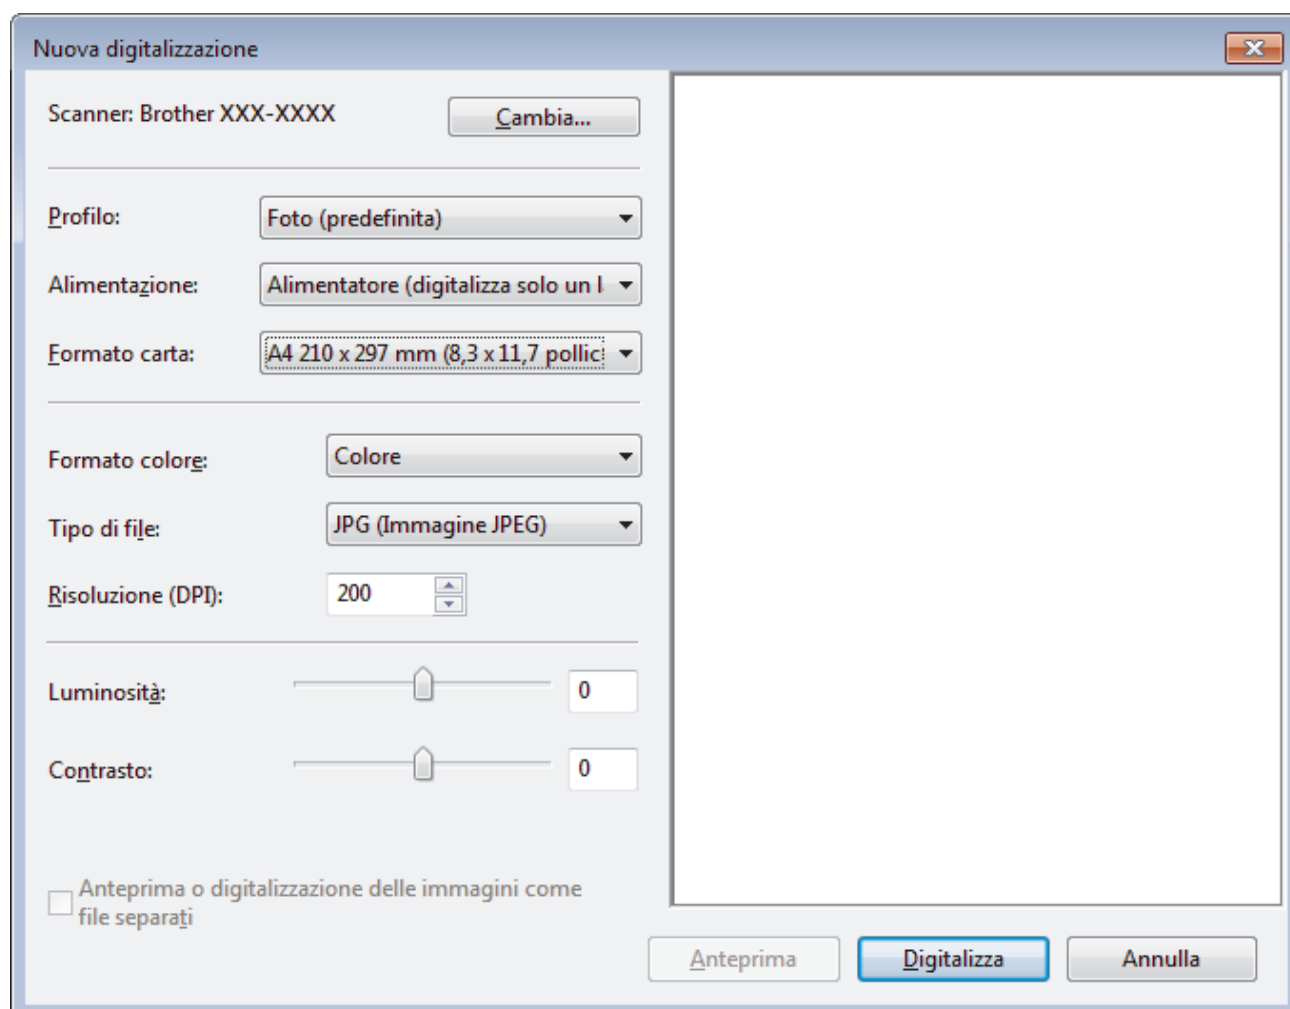 Nuova digitalizzazione
Scanner: Brother XXX-XXXX
Cambia...
Profilo:
Foto (predefinita)
Alimentazione:
Alimentatore (digitalizza solo un l
Formato carta:
A4 210 x 297 mm (8,3 x 11,7 pollic
Formato colore:
Colore
Tipo di file:
JPG (Immagine JPEG)
Risoluzione (DPI):
200
Luminosità:
0
Contrasto:
0
Anteprima o digitalizzazione delle immagini come
file separati
Anteprima
Digitalizza
Annulla